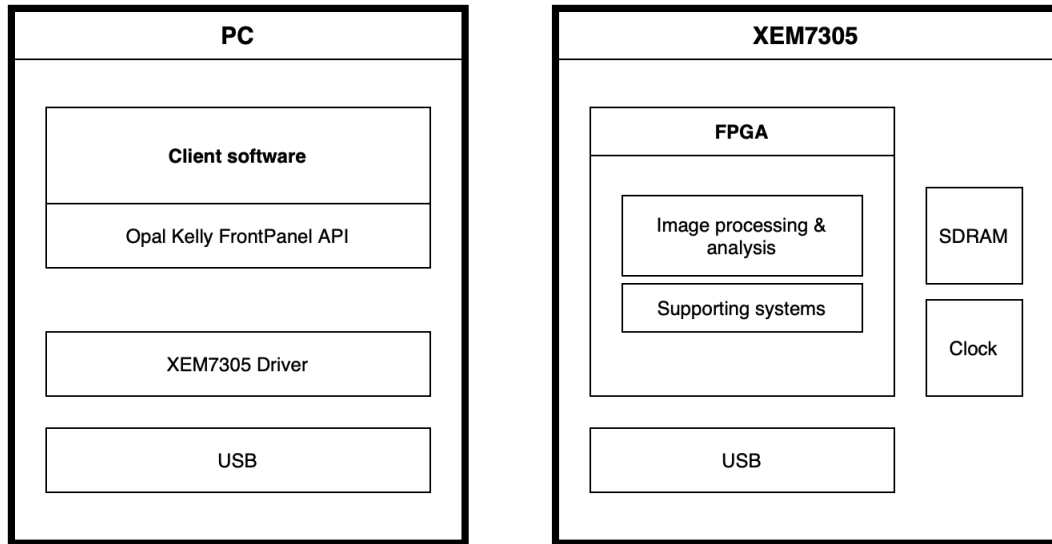 PC
Client software
Opal Kelly FrontPanel API
XEM7305 Driver
USB
XEM7305
FPGA
Image processing &
analysis
Supporting systems
SDRAM
Clock
USB